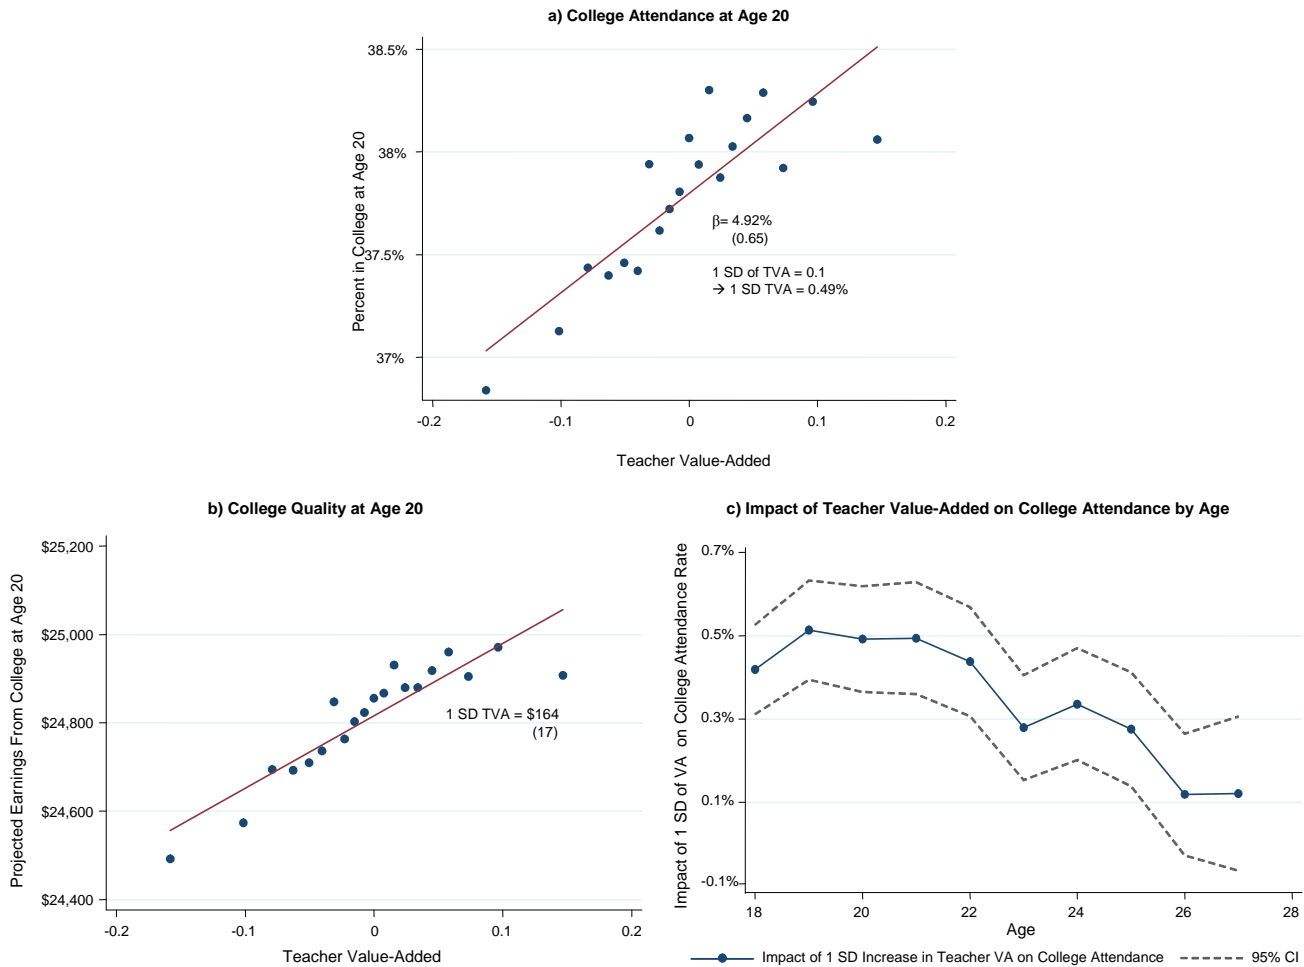 a) College Attendance at Age 20
Percent in College at Age 20
38.5%
38%
37.5%
37%
β= 4.92%
(0.65)
1 SD of TVA = 0.1
→ 1 SD TVA = 0.49%
-0.2
-0.1
0
0.1
0.2
Teacher Value-Added
b) College Quality at Age 20
Projected Earnings From College at Age 20
$25,200
$25,000
$24,800
$24,600
$24,400
1 SD TVA = $164
(17)
-0.2
-0.1
0
0.1
0.2
Teacher Value-Added
c) Impact of Teacher Value-Added on College Attendance by Age
Impact of 1 SD of VA on College Attendance Rate
0.7%
0.5%
0.3%
0.1%
-0.1%
18
20
22
24
26
28
Age
Impact of 1 SD Increase in Teacher VA on College Attendance
95% CI